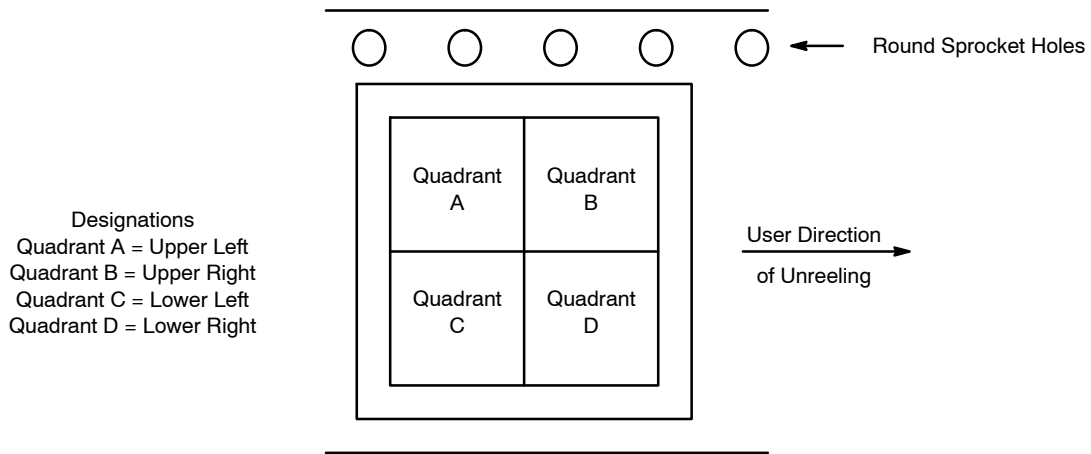 Round Sprocket Holes
Quadrant
A
Quadrant
B
Designations
Quadrant A = Upper Left
Quadrant B = Upper Right
Quadrant C = Lower Left
Quadrant D = Lower Right
Quadrant
C
Quadrant
D
User Direction
of Unreeling